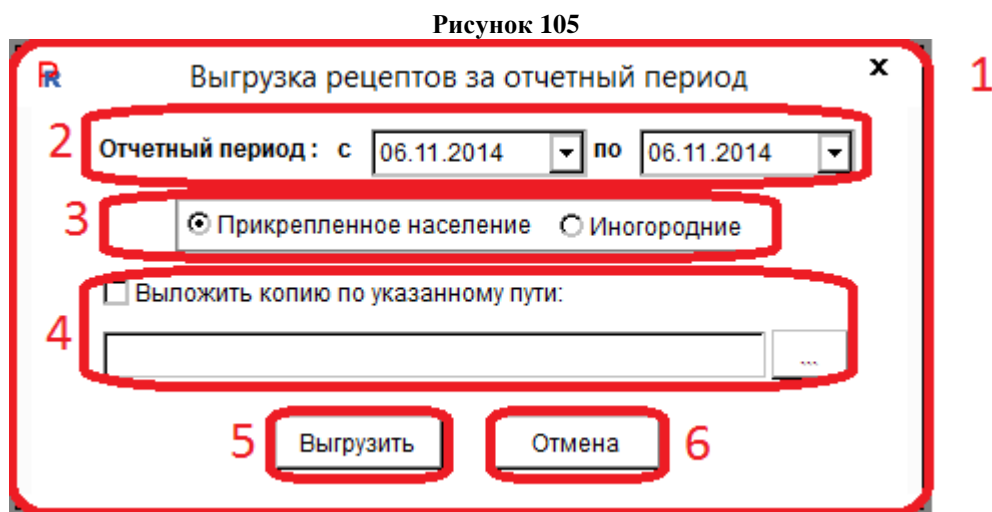 Рисунок 105
Выгрузка рецептов за отчетный период x 1
2 Отчетный период : с 06.11.2014 по 06.11.2014
3 Прикрепленное население Иногородние
Выложить копию по указанному пути:
4 ...
5 Выгрузить Отмена 6